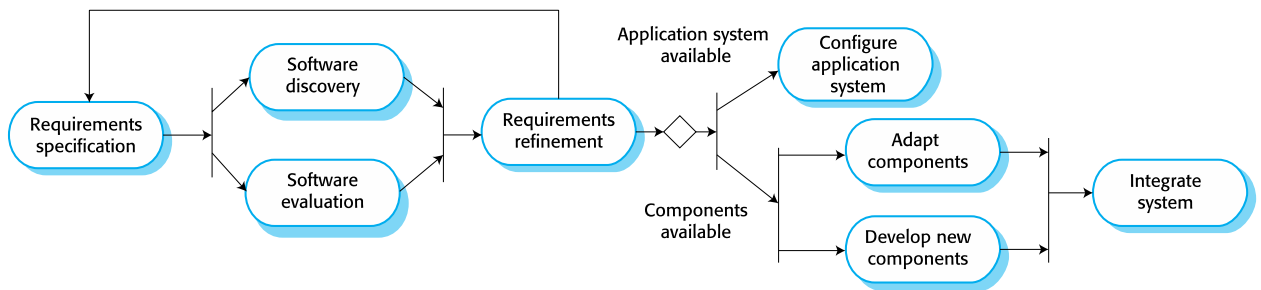 Requirements
specification
Software
discovery
Software
evaluation
Requirements
refinement
Application system
available
Configure
application
system
Components
available
Adapt
components
Develop new
components
Integrate
system